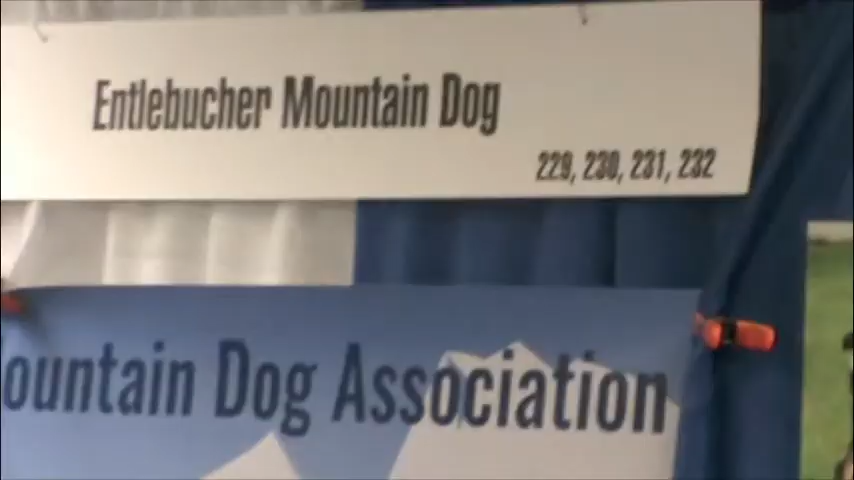 Entlebucher Mountain Dog
229, 230, 231, 232
ountain Dog Association